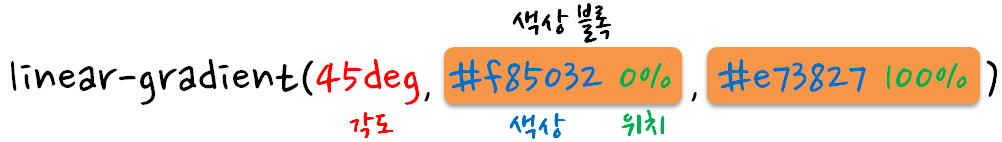 색상 블록
linear-gradient(45deg, #f85032 0%, #e73827 100%)
각도 색상 위치